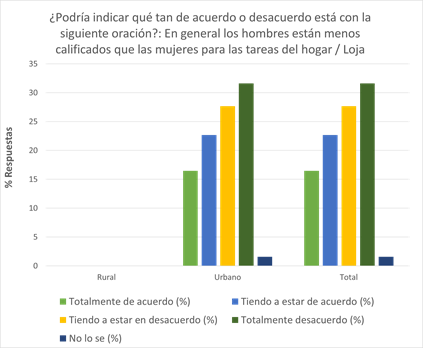 ¿Podría indicar qué tan de acuerdo o desacuerdo está con la
siguiente oración?: En general los hombres están menos
calificados que las mujeres para las tareas del hogar / Loja
35
30
25
20
15
10
5
0
% Respuestas
Rural Urbano Total
Totalmente de acuerdo (%) Tiendo a estar de acuerdo (%)
Tiendo a estar en desacuerdo (%) Totalmente desacuerdo (%)
No lo se (%)